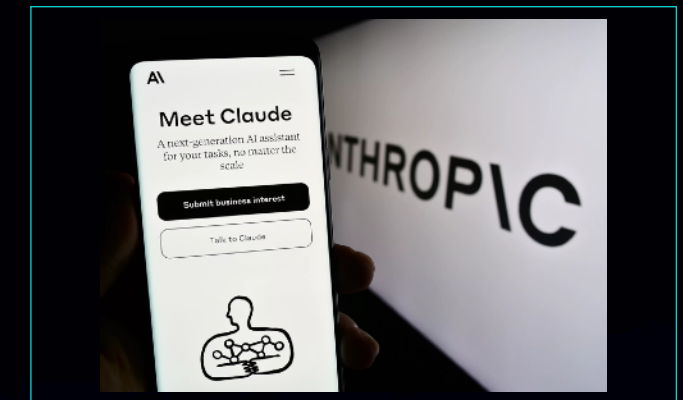 A\
Meet Claude
A next-generation AI assistant
for your tasks, no matter the
scale
Submit business interest
Talk to Claude
NTHROP\C